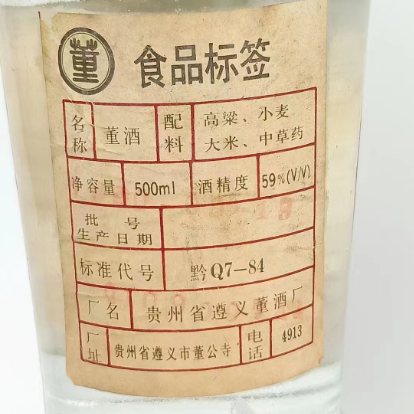 董 食品标签
名称 董酒 配料 高粱、小麦
大米、中草药
净容量 500ml 酒精度 59%(V/V)
批号
生产日期
标准代号 黔Q7-84
厂名 贵州省遵义董酒厂
厂址 贵州省遵义市董公寺 电话 4913